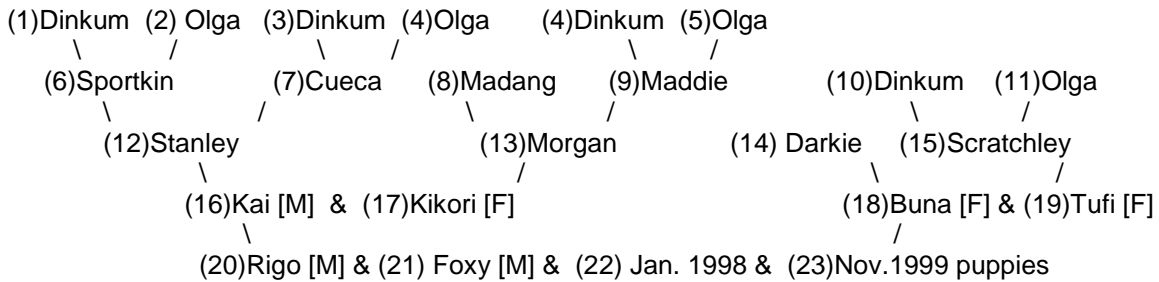 (1)Dinkum (2) Olga (3)Dinkum (4)Olga (4)Dinkum (5)Olga
(6)Sportkin (7)Cueca (8)Madang (9)Maddie (10)Dinkum (11)Olga
(12)Stanley (13)Morgan (14) Darkie (15)Scratchley
(16)Kai [M] & (17)Kikori [F] (18)Buna [F] & (19)Tufi [F]
(20)Rigo [M] & (21) Foxy [M] & (22) Jan. 1998 & (23)Nov.1999 puppies